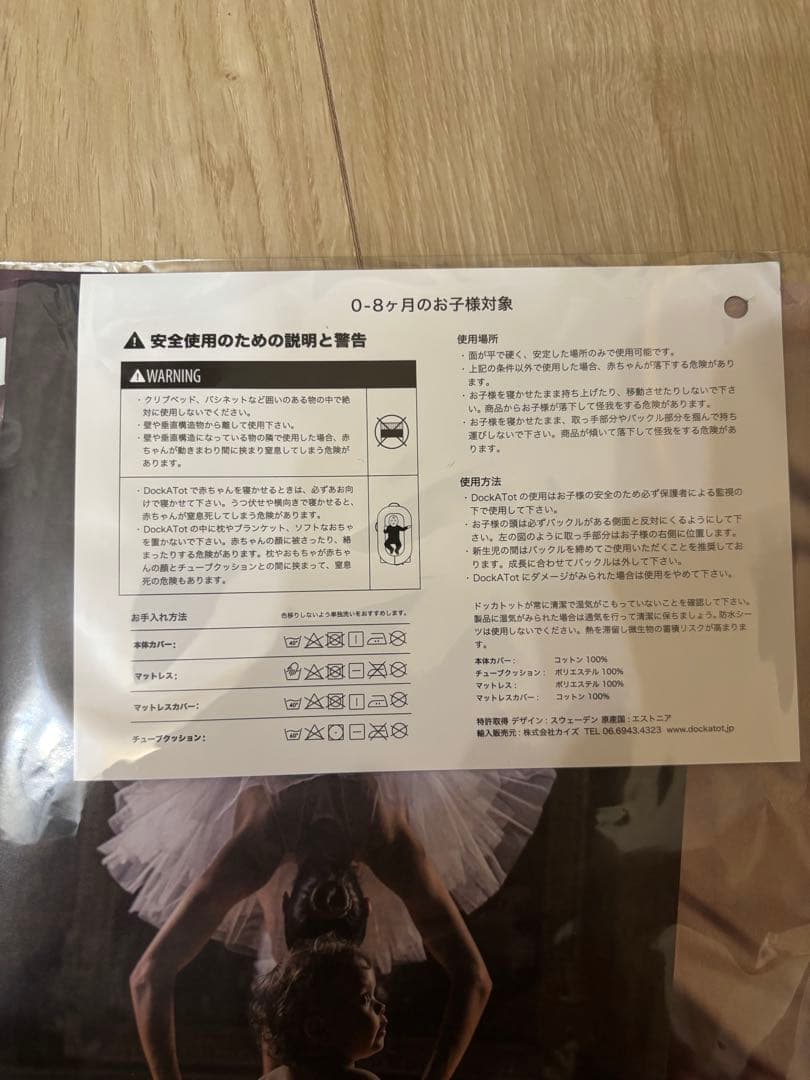 0-8ヶ月のお子様対象
安全使用のための説明と警告
WARNING
・クリブベッド、バシネットなど囲いのある物の中で絶
対に使用しないでください。
・壁や垂直構造物から離して使用下さい。
・壁や垂直構造になっている物の隣で使用した場合、赤
ちゃんが動きまわり間に挟まり窒息してしまう危険が
があります。
・DockATotで赤ちゃんを寝かせるときは、必ずあお向
けで寝かせて下さい。うつ伏せや横向きで寝かせると、
赤ちゃんが窒息死してしまう危険があります。
・DockATotの中に枕やブランケット、ソフトなおもちゃ
を置かないで下さい。赤ちゃんの顔に被さったり、絡
まったりする危険があります。枕やおもちゃが赤ちゃ
んの顔とチューブクッションとの間に挟まって、窒息
死の危険もあります。
お手入れ方法
色移りしないよう単独洗いをおすすめします。
本体カバー：
40°
マットレス：
マットレスカバー：
40°
チューブクッション：
60°
使用場所
・面が平で硬く、安定した場所のみで使用可能です。
・上記の条件以外で使用した場合、赤ちゃんが落下する危険があり
ます。
・お子様を寝かせたまま持ち上げたり、移動させたりしないで下さ
い。商品からお子様が落下して怪我をする危険があります。
・お子様を寝かせたまま、取っ手部分やバックル部分を掴んで持ち
運びしないで下さい。商品が傾いて落下して怪我をする危険があ
ります。
使用方法
・DockATotの使用はお子様の安全のため必ず保護者による監視の
下で使用して下さい。
・お子様の頭は必ずバックルがある側面と反対にくるようにして下
さい。左の図のように取っ手部分はお子様の右側に位置します。
・新生児の間はバックルを締めてご使用いただくことを推奨してお
ります。成長に合わせてバックルは外して下さい。
・DockATotにダメージがみられた場合は使用をやめて下さい。
ドッカトットが常に清潔で湿気がこもっていないことを確認して下さい。
製品に湿気がみられた場合は通気を行って清潔に保ちましょう。防水シー
ツは使用しないでください。熱を滞留し微生物の蓄積リスクが高まりま
す。
本体カバー： コットン 100%
チューブクッション： ポリエステル 100%
マットレス： ポリエステル 100%
マットレスカバー： コットン 100%
特許取得 デザイン：スウェーデン 原産国：エストニア
輸入販売元：株式会社カイズ TEL 06.6943.4323 www.dockatot.jp